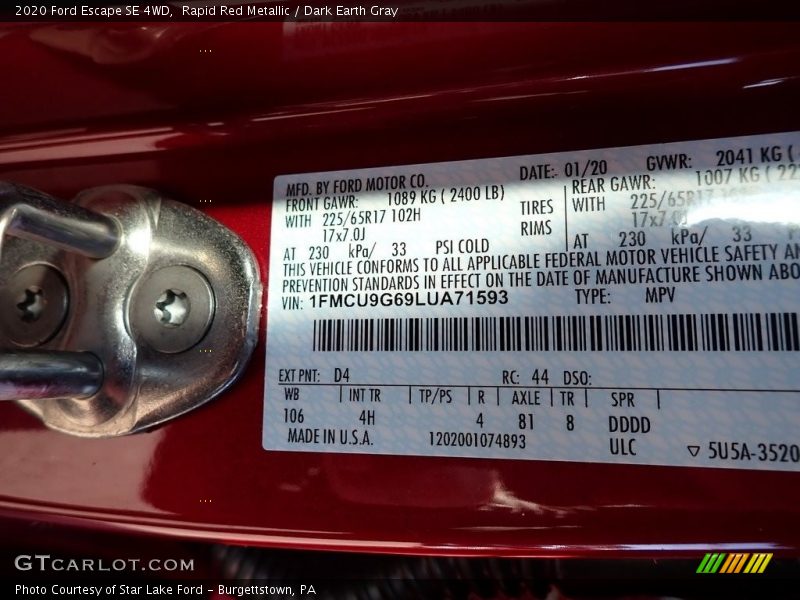 2020 Ford Escape SE 4WD, Rapid Red Metallic / Dark Earth Gray
DATE: 01/20 GVWR: 2041 KG (
MFD. BY FORD MOTOR CO.
FRONT GAWR: 1089 KG ( 2400 LB) REAR GAWR: 1007 KG (
WITH 225/65R17 102H TIRES WITH 225/65R17
17x7.0J RIMS 17x7.0J
AT 230 kPa/ 33 PSI COLD AT 230 kPa/ 33
THIS VEHICLE CONFORMS TO ALL APPLICABLE FEDERAL MOTOR VEHICLE SAFETY
PREVENTION STANDARDS IN EFFECT ON THE DATE OF MANUFACTURE SHOWN ABO
VIN: 1FMCU9G69LUA71593 TYPE: MPV
EXT PNT: D4 RC: 44 DSO:
WB INT TR TP/PS R AXLE TR SPR
106 4H 4 81 8 DDDD
MADE IN U.S.A. 1202001074893 ULC ▽ 5U5A-3520
GTCARLOT.COM
Photo Courtesy of Star Lake Ford - Burgettstown, PA